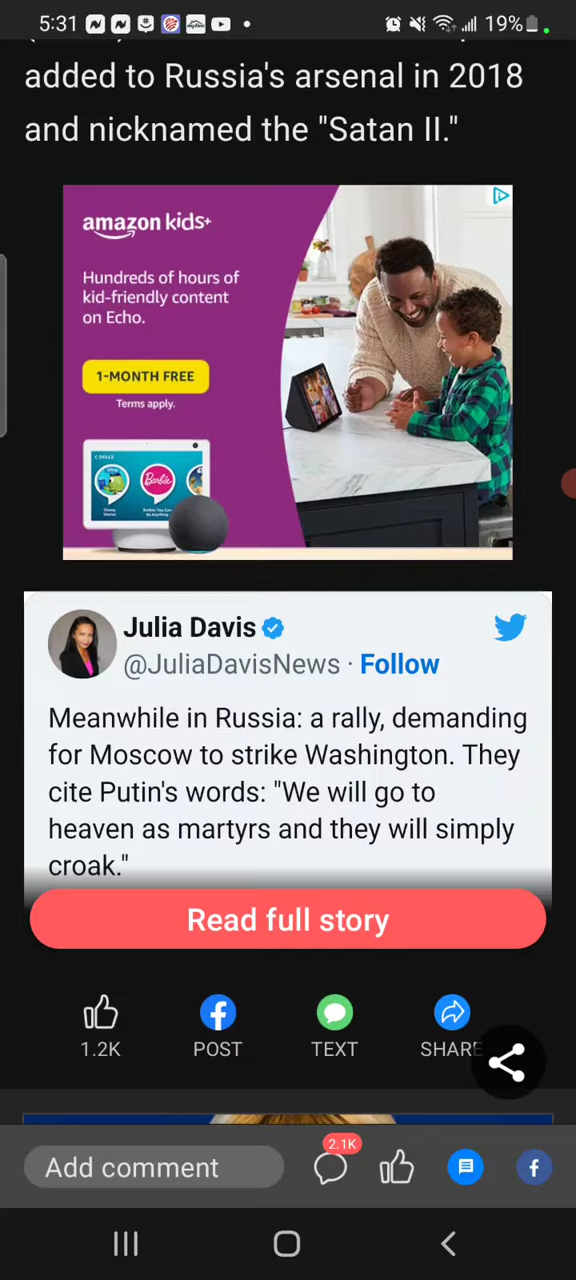 5:31
19%
added to Russia's arsenal in 2018
and nicknamed the "Satan II."
amazon kids+
Hundreds of hours of
kid-friendly content
on Echo.
1-MONTH FREE
Terms apply.
SKILLS
Barbie
Julia Davis
@JuliaDavisNews · Follow
Meanwhile in Russia: a rally, demanding
for Moscow to strike Washington. They
cite Putin's words: "We will go to
heaven as martyrs and they will simply
croak."
Read full story
1.2K
POST
TEXT
SHARE
2.1K
Add comment